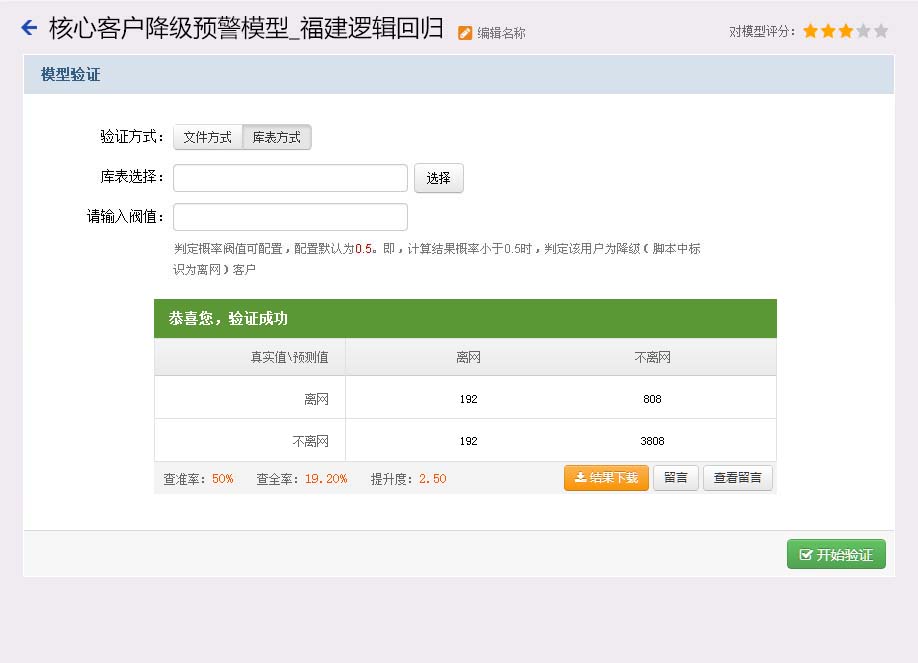 核心客户降级预警模型_福建逻辑回归 编辑名称 对模型评分：
模型验证
验证方式： 文件方式 库表方式
库表选择： 选择
请输入阀值：
判定概率阀值可配置，配置默认为0.5。即，计算结果概率小于0.5时，判定该用户为降级（脚本中标
识为离网）客户
恭喜您，验证成功
真实值\预测值 离网 不离网
离网 192 808
不离网 192 3808
查准率：50% 查全率：19.20% 提升度：2.50 结果下载 留言 查看留言
开始验证